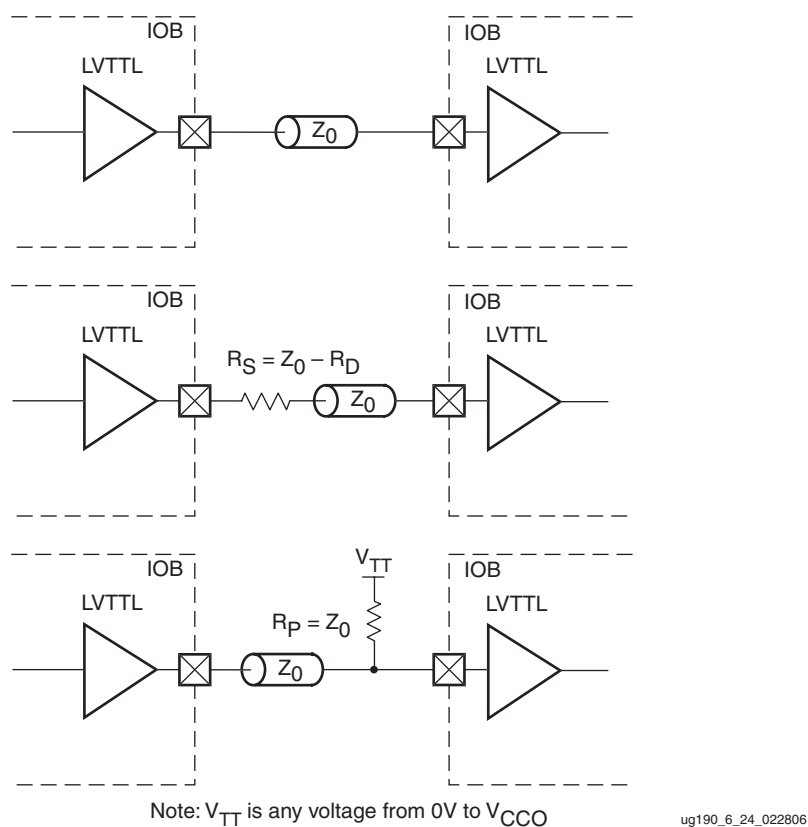 IOB
IOB
LVTTL
LVTTL
Z0
IOB
IOB
LVTTL
LVTTL
RS = Z0 – RD
Z0
IOB
VTT
IOB
LVTTL
LVTTL
RP = Z0
Z0
Note: VTT is any voltage from 0V to VCCO
ug190_6_24_022806